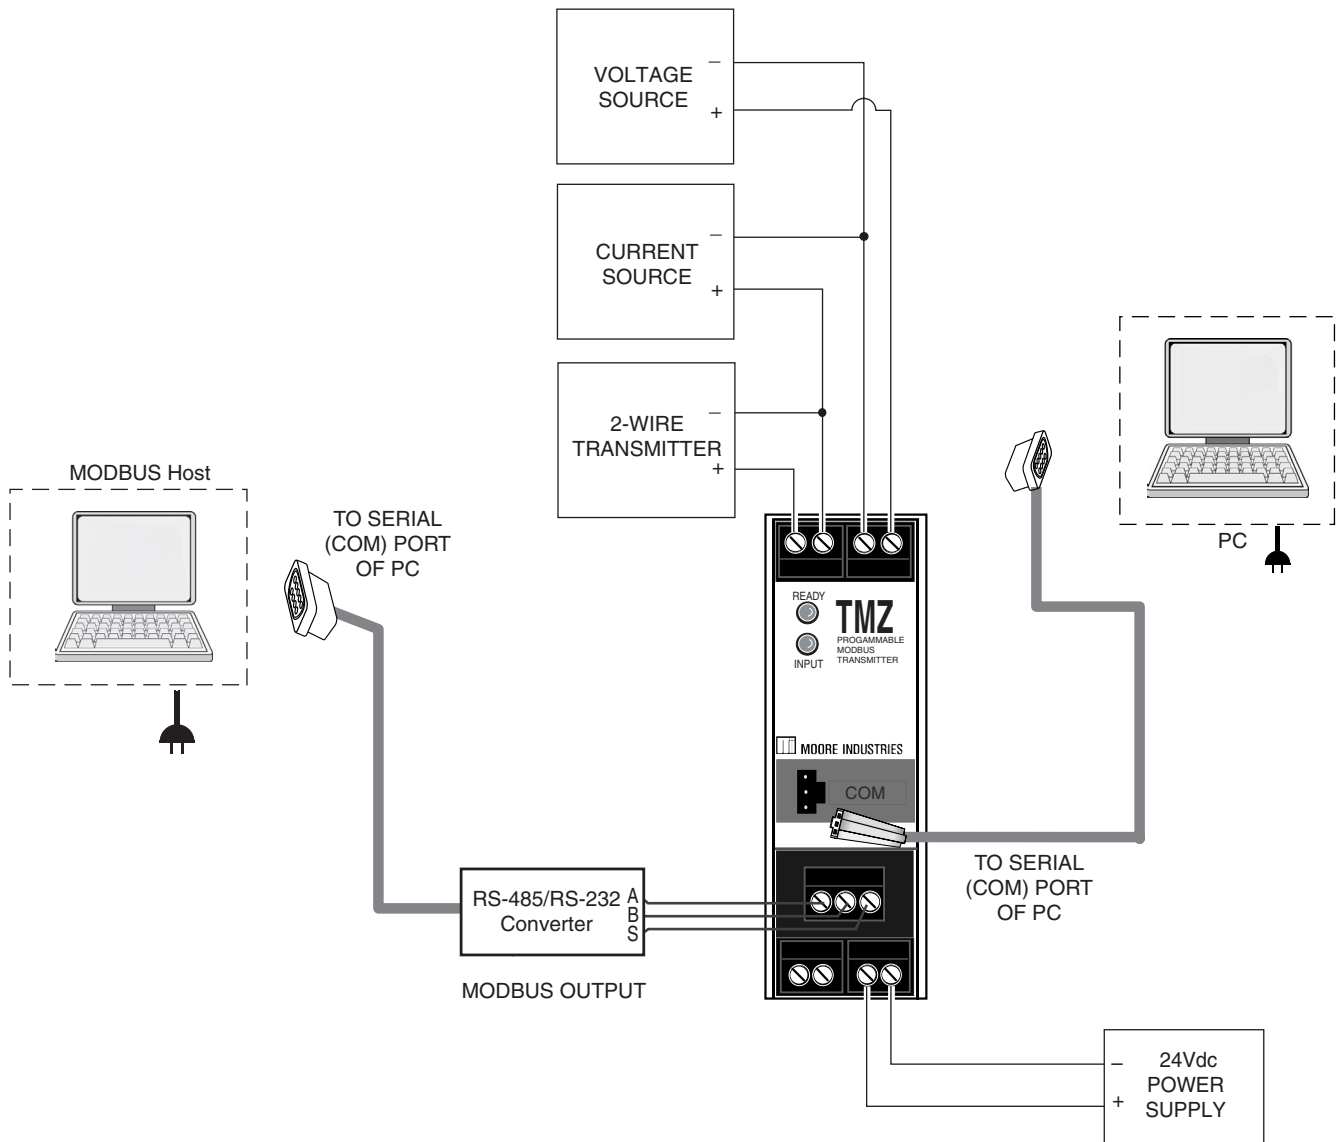 VOLTAGE
SOURCE
–
+
CURRENT
SOURCE
–
+
2-WIRE
TRANSMITTER
–
+
MODBUS Host
TO SERIAL
(COM) PORT
OF PC
PC
READY
INPUT
TMZ
PROGAMMABLE
MODBUS
TRANSMITTER
MOORE INDUSTRIES
COM
TO SERIAL
(COM) PORT
OF PC
RS-485/RS-232
Converter
A
B
S
MODBUS OUTPUT
–
+
24Vdc
POWER
SUPPLY